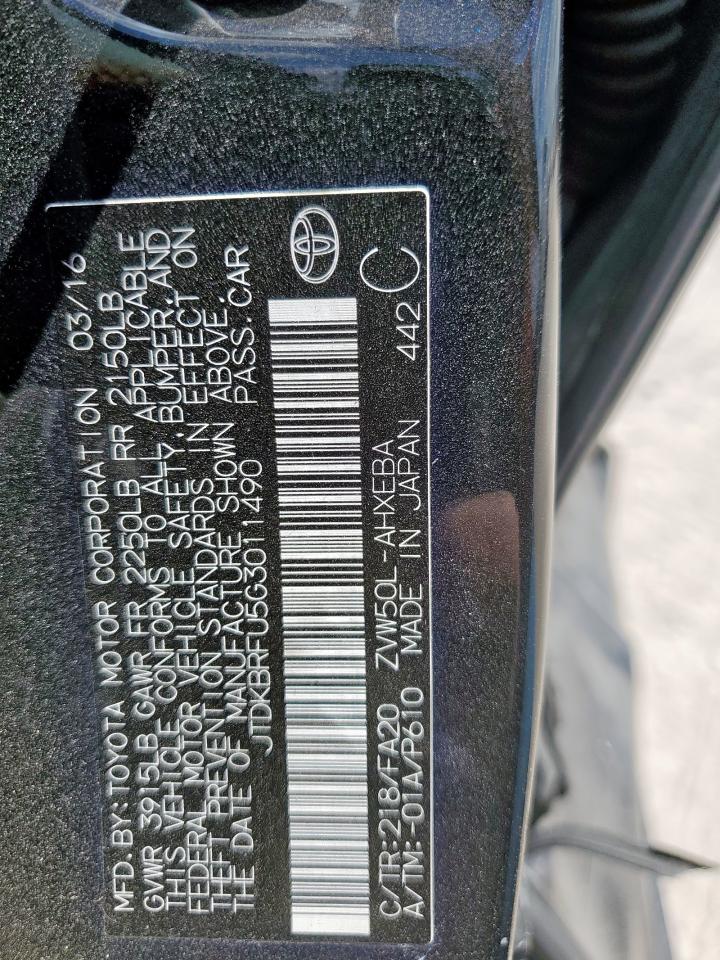 MFD. BY: TOYOTA MOTOR CORPORATION 03/16
GVWR 3915LB GAWR FR 2250LB RR 2150LB
THIS VEHICLE CONFORMS TO ALL APPLICABLE
FEDERAL MOTOR VEHICLE SAFETY, BUMPER, AND
THEFT PREVENTION STANDARDS IN EFFECT ON
THE DATE OF MANUFACTURE SHOWN ABOVE.
JTDKBRFU5G3011490 PASS. CAR
C/TR:218/FA20 ZVW50L-AHXEBA 442
A/TM:-01A/P610 MADE IN JAPAN C